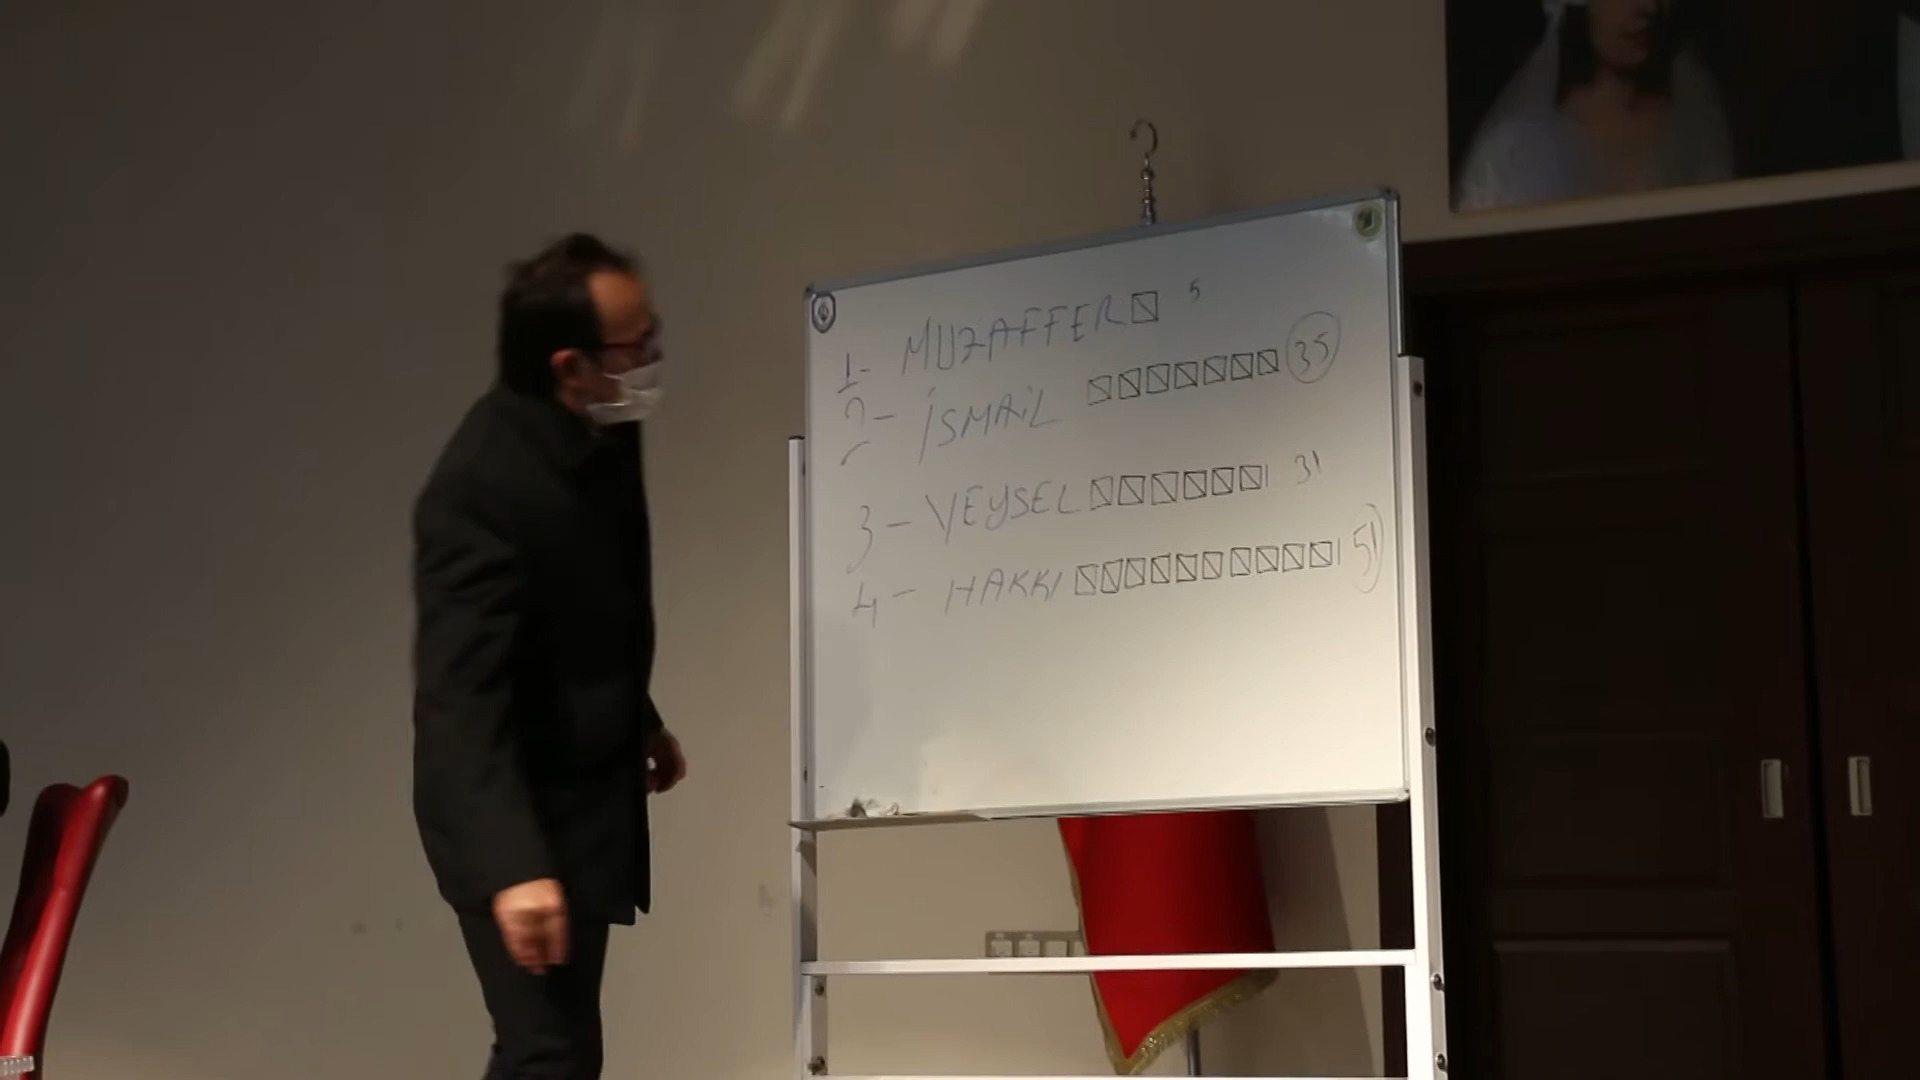 1- MUZAFFER 5
2- İSMAİL 35
3- VEYSEL 31
4- HAKKI 51